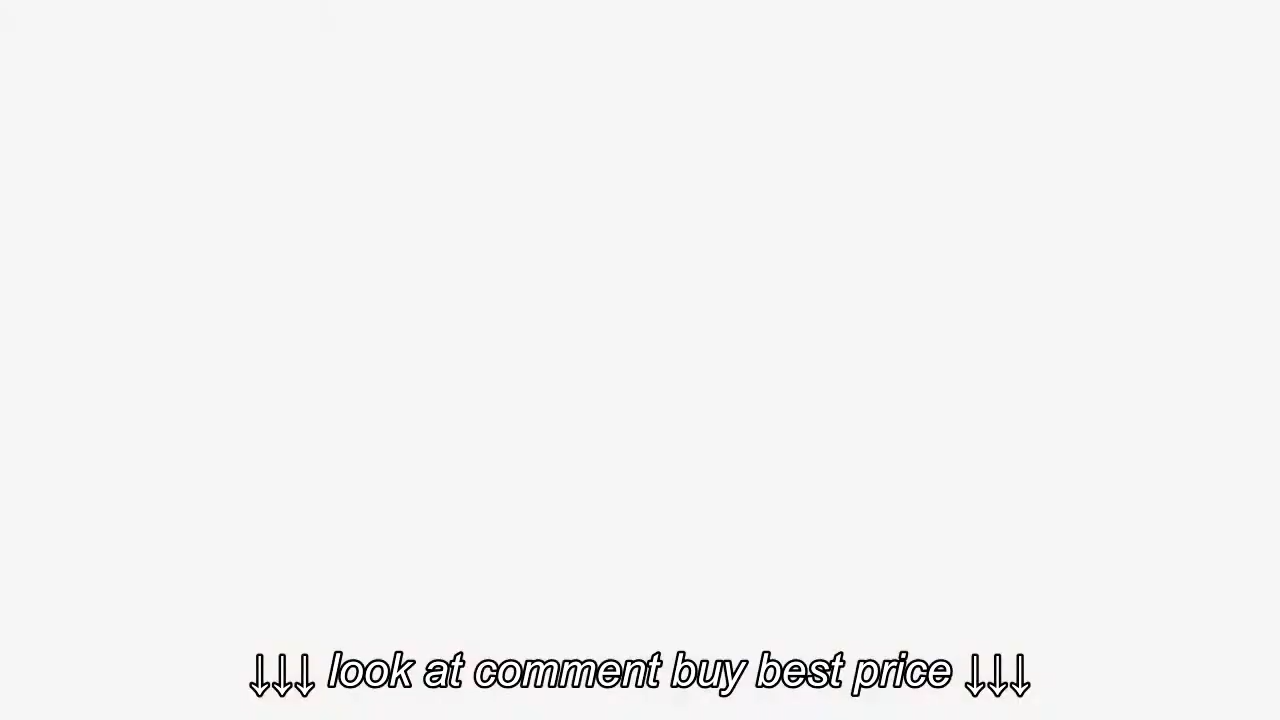 ↓↓↓ look at comment buy best price ↓↓↓